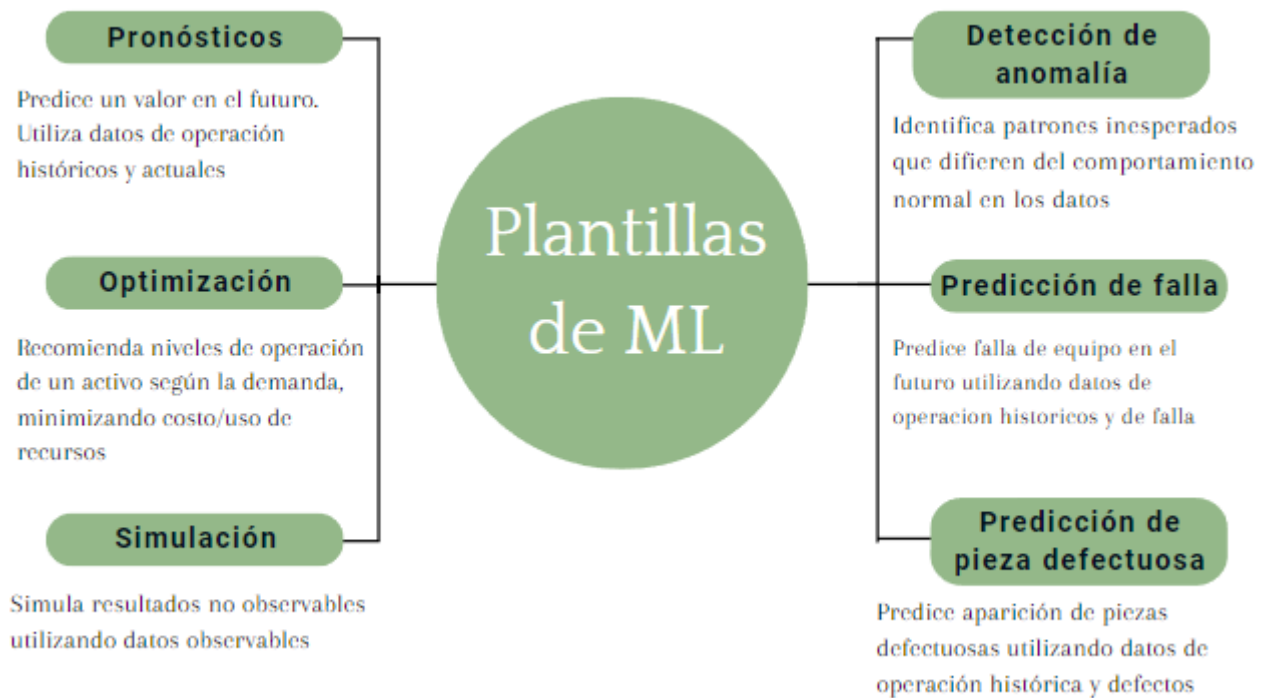 Pronósticos
Predice un valor en el futuro.
Utiliza datos de operación
históricos y actuales
Optimización
Recomienda niveles de operación
de un activo según la demanda,
minimizando costo/uso de
recursos
Simulación
Simula resultados no observables
utilizando datos observables
Plantillas
de ML
Detección de
anomalía
Identifica patrones inesperados
que difieren del comportamiento
normal en los datos
Predicción de falla
Predice falla de equipo en el
futuro utilizando datos de
operacion historicos y de falla
Predicción de
pieza defectuosa
Predice aparición de piezas
defectuosas utilizando datos de
operación histórica y defectos